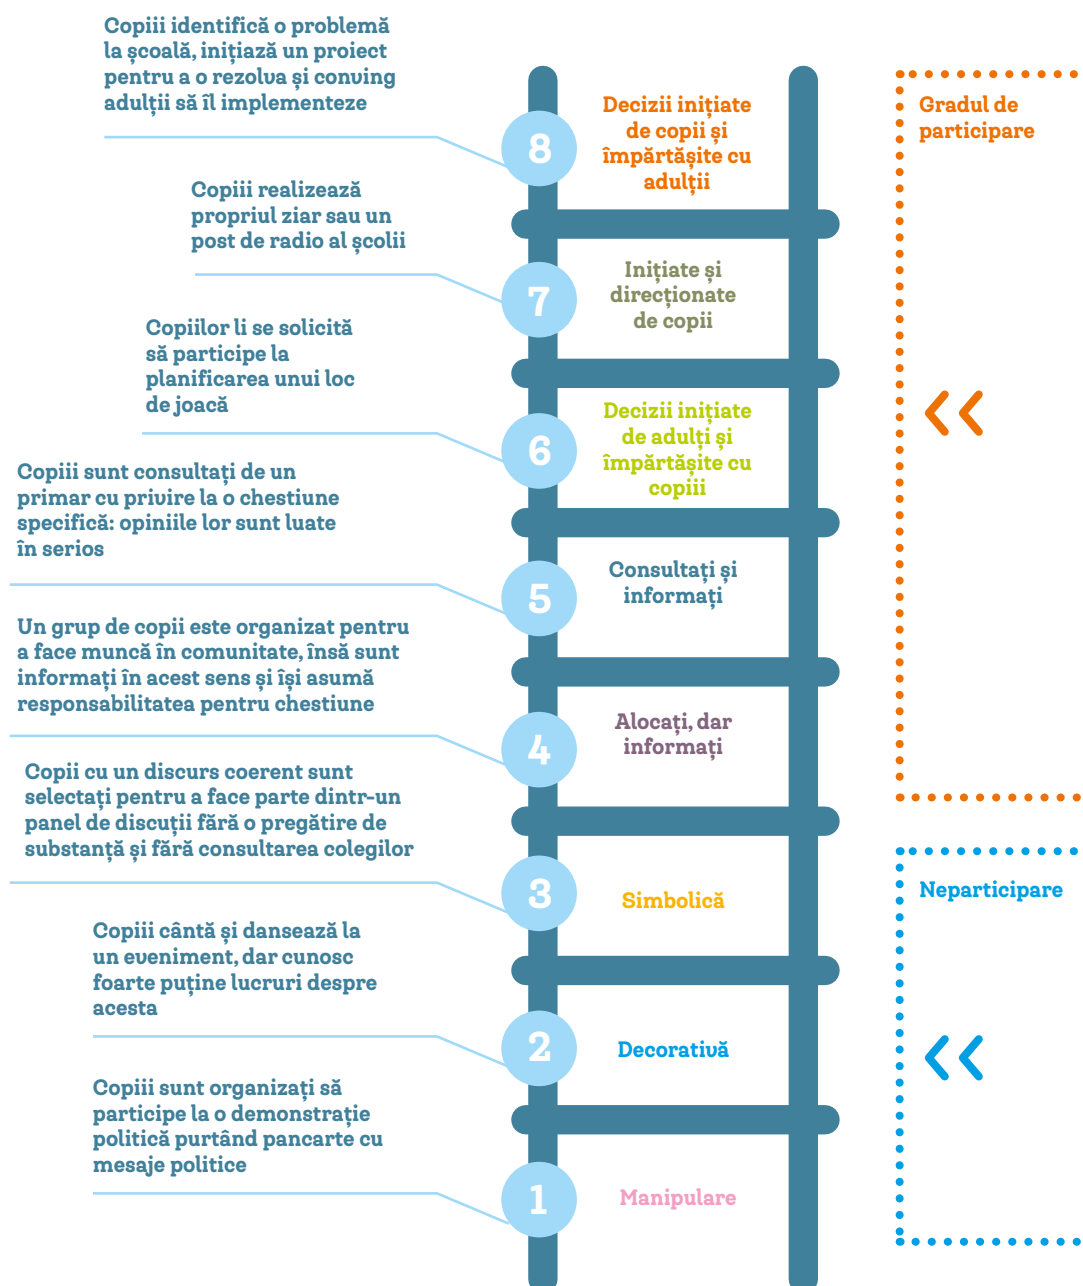 Copiii identifică o problemă
la școală, inițiază un proiect
pentru a o rezolva și conving
adulții să îl implementeze
8
Decizii inițiate
de copii și
împărtășite cu
adulții
Gradul de
participare
Copiii realizează
propriul ziar sau un
post de radio al școlii
7
Inițiate și
direcționate
de copii
Copiilor li se solicită
să participe la
planificarea unui loc
de joacă
6
Decizii inițiate
de adulți și
împărtășite cu
copiii
Copiii sunt consultați de un
primar cu privire la o chestiune
specifică: opiniile lor sunt luate
în serios
5
Consultați și
informați
Un grup de copii este organizat pentru
a face muncă în comunitate, însă sunt
informați în acest sens și își asumă
responsabilitatea pentru chestiune
4
Alocați, dar
informați
Copii cu un discurs coerent sunt
selectați pentru a face parte dintr-un
panel de discuții fără o pregătire de
substanță și fără consultarea colegilor
3
Simbolică
Neparticipare
Copiii cântă și dansează la
un eveniment, dar cunosc
foarte puține lucruri despre
acesta
2
Decorativă
Copiii sunt organizați să
participe la o demonstrație
politică purtând pancarte cu
mesaje politice
1
Manipulare